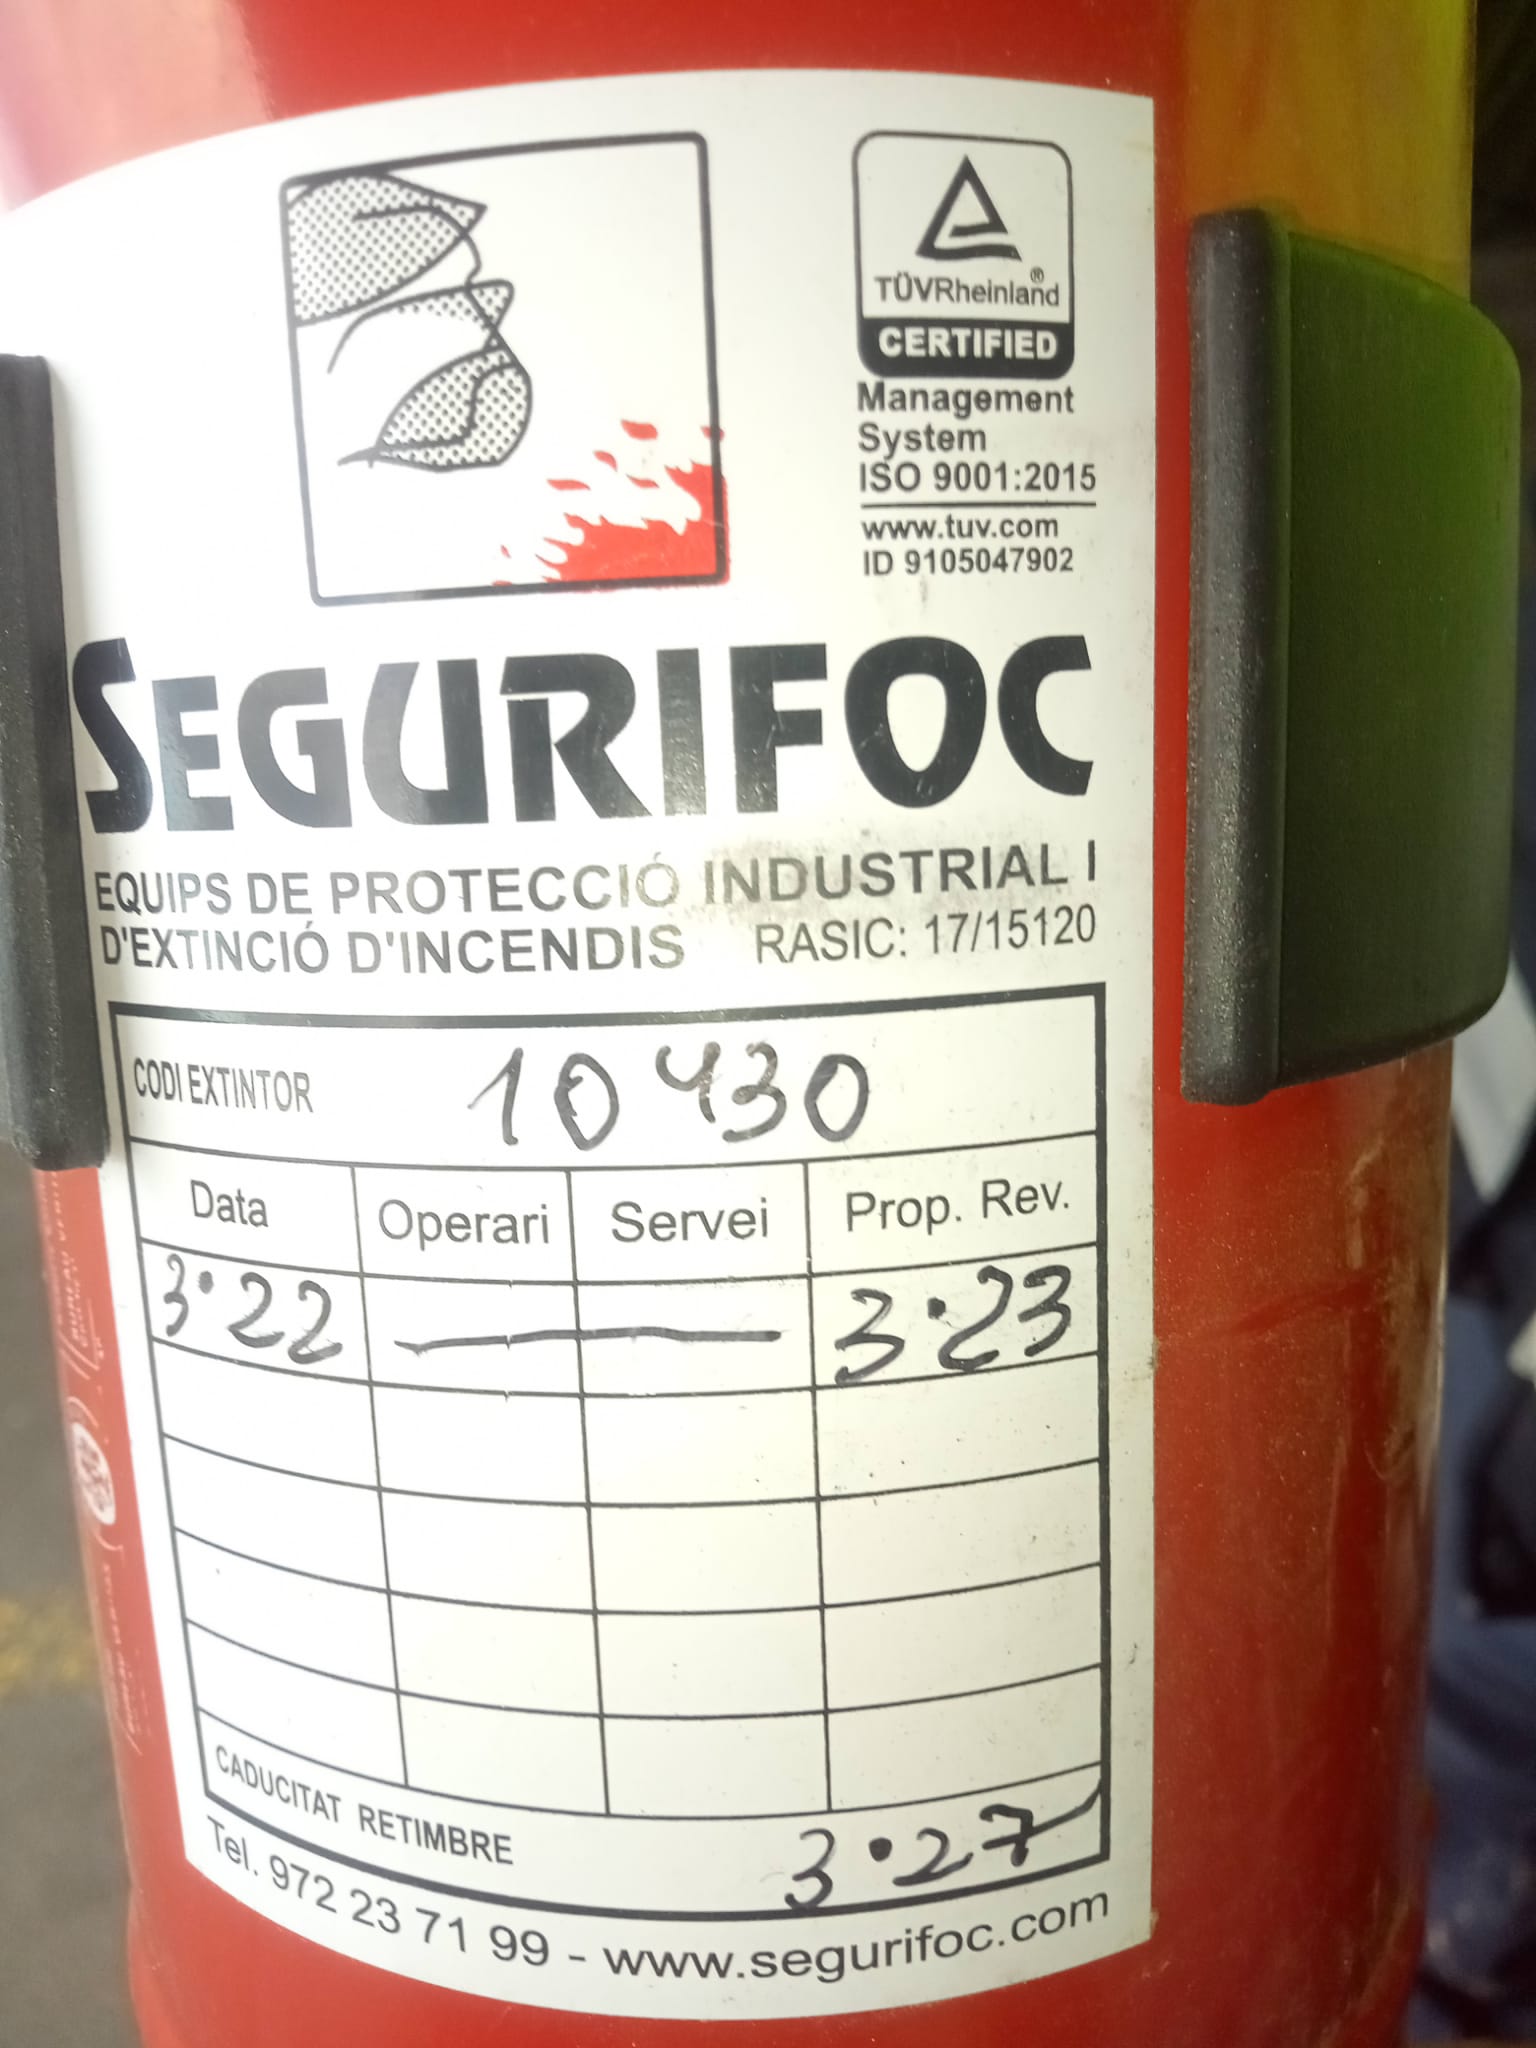 TÜVRheinland®
CERTIFIED
Management
System
ISO 9001:2015
www.tuv.com
ID 9105047902
SEGURIFOC
EQUIPS DE PROTECCIÓ INDUSTRIAL I
D'EXTINCIÓ D'INCENDIS RASIC: 17/15120
CODI EXTINTOR 10430
Data Operari Servei Prop. Rev.
3·22 — 3·23
CADUCITAT RETIMBRE 3·27
Tel. 972 23 71 99 - www.segurifoc.com